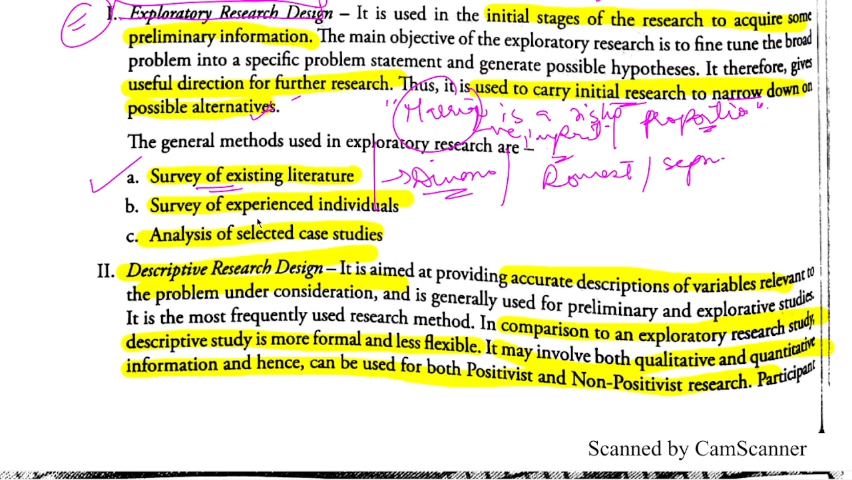 I. Exploratory Research Design – It is used in the initial stages of the research to acquire some
preliminary information. The main objective of the exploratory research is to fine tune the broad
problem into a specific problem statement and generate possible hypotheses. It therefore, gives
useful direction for further research. Thus, it is used to carry initial research to narrow down on
possible alternatives.
is a right
The general methods used in exploratory research are –
a. Survey of existing literature
b. Survey of experienced individuals
c. Analysis of selected case studies
II. Descriptive Research Design – It is aimed at providing accurate descriptions of variables relevant to
the problem under consideration, and is generally used for preliminary and explorative studies.
It is the most frequently used research method. In comparison to an exploratory research study,
descriptive study is more formal and less flexible. It may involve both qualitative and quantitative
information and hence, can be used for both Positivist and Non-Positivist research. Participant
Scanned by CamScanner